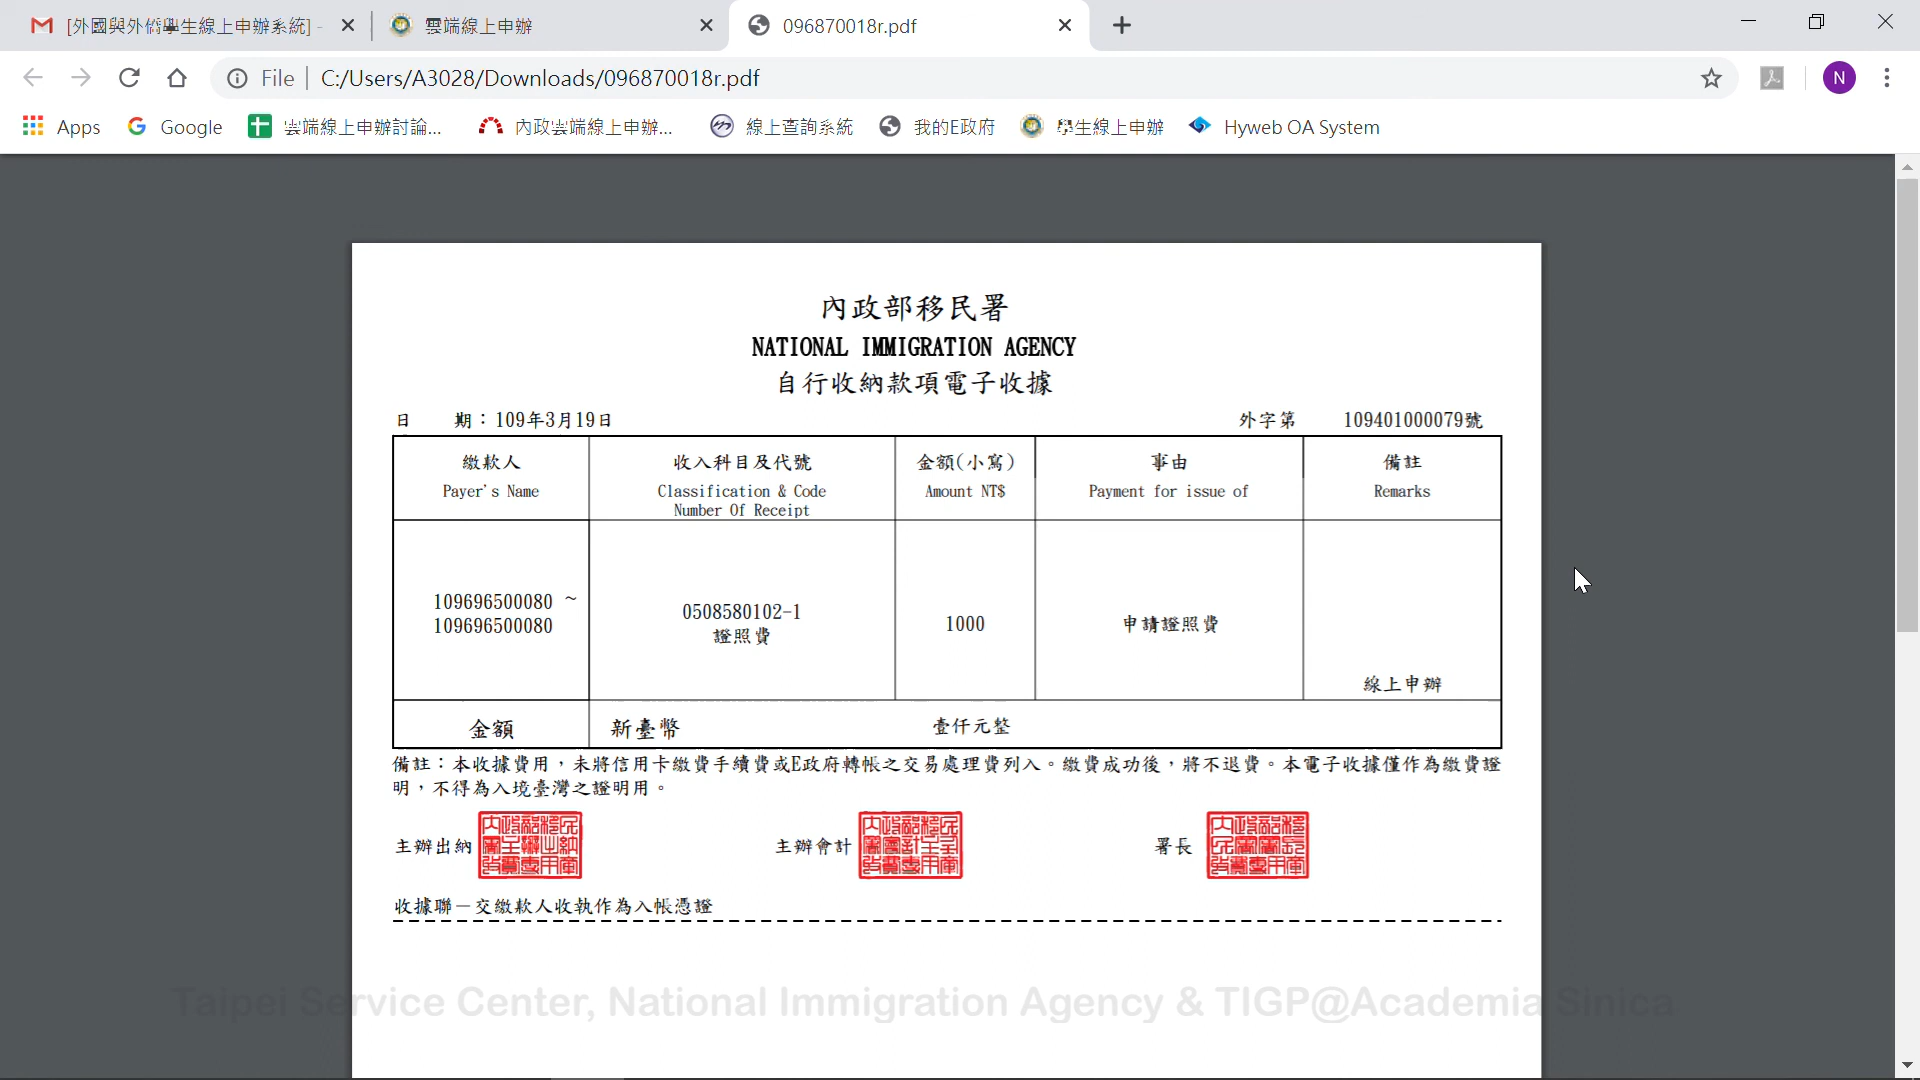 [外國與外僑學生線上申辦系統] -
雲端線上申辦
096870018r.pdf
File
C:/Users/A3028/Downloads/096870018r.pdf
N
Apps
Google
雲端線上申辦討論...
內政雲端線上申辦...
線上查詢系統
我的E政府
學生線上申辦
Hyweb OA System
內政部移民署
NATIONAL IMMIGRATION AGENCY
自行收納款項電子收據
日 期：109年3月19日
外字第 109401000079號
繳款人
Payer's Name
收入科目及代號
Classification & Code
Number Of Receipt
金額(小寫)
Amount NT$
事由
Payment for issue of
備註
Remarks
109696500080 ~
109696500080
0508580102-1
證照費
1000
申請證照費
線上申辦
金額
新臺幣
壹仟元整
備註：本收據費用，未將信用卡繳費手續費或E政府轉帳之交易處理費列入。繳費成功後，將不退費。本電子收據僅作為繳費證
明，不得為入境臺灣之證明用。
主辦出納
主辦會計
署長
收據聯－交繳款人收執作為入帳憑證
Taipei Service Center, National Immigration Agency & TIGP@Academia Sinica